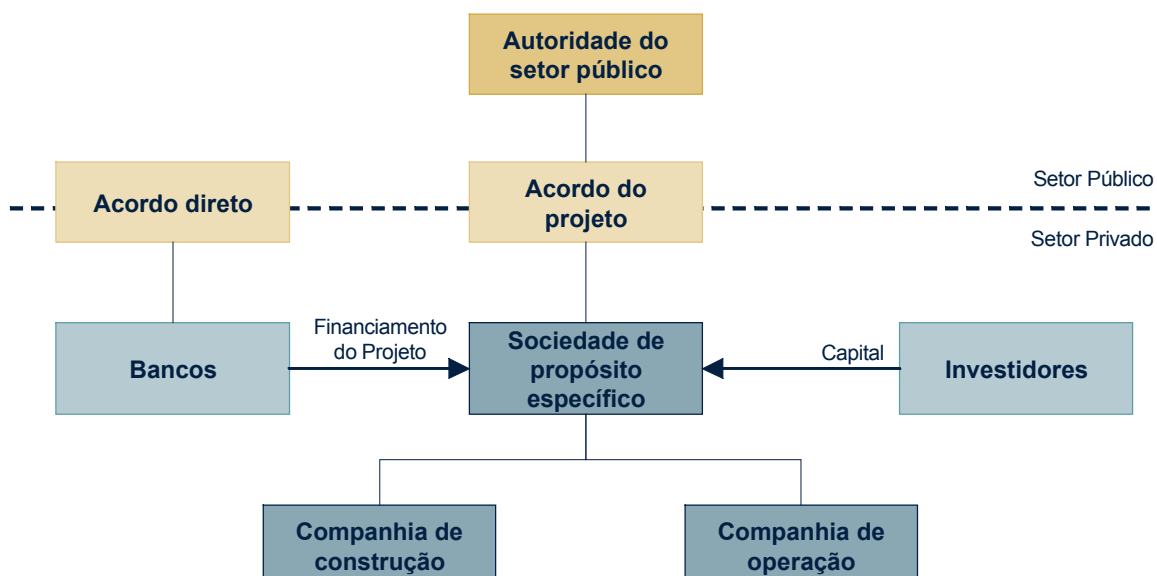 Autoridade do
setor público
Acordo direto
Acordo do
projeto
Setor Público
Setor Privado
Bancos
Financiamento
do Projeto
Sociedade de
propósito
específico
Capital
Investidores
Companhia de
construção
Companhia de
operação